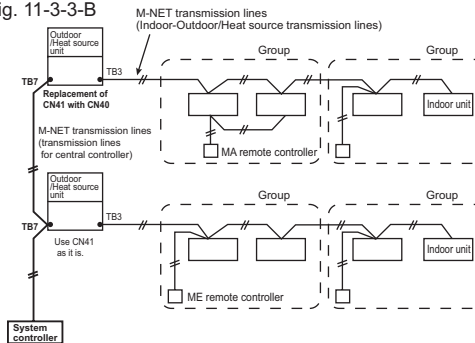 ig. 11-3-3-B
M-NET transmission lines
(Indoor-Outdoor/Heat source transmission lines)
Outdoor
/Heat source
unit
TB7
TB3
Replacement of
CN41 with CN40
Group
Group
Indoor unit
MA remote controller
M-NET transmission lines
(transmission lines
for central controller)
Outdoor
/Heat source
unit
TB7
TB3
Use CN41
as it is.
Group
Group
Indoor unit
ME remote controller
System
controller